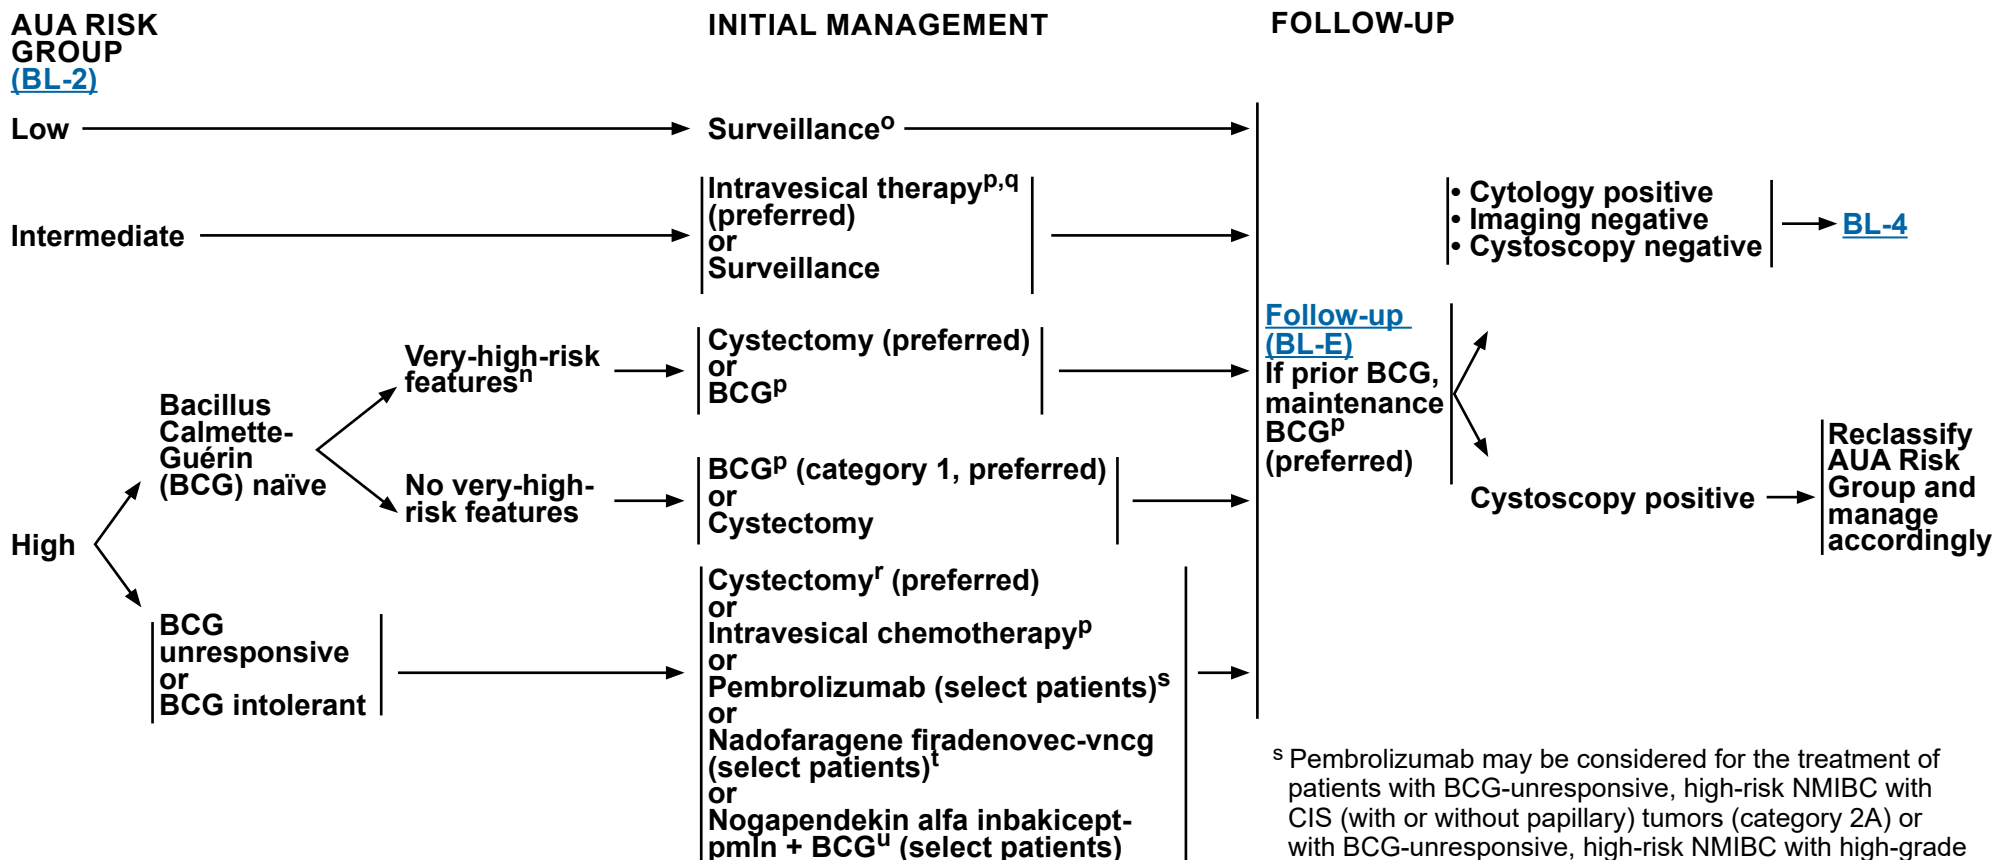 AUA RISK
GROUP
(BL-2)
INITIAL MANAGEMENT
FOLLOW-UP
Low
Surveillanceᵒ
Intermediate
Intravesical therapyᵖ,q
(preferred)
or
Surveillance
• Cytology positive
• Imaging negative
• Cystoscopy negative
BL-4
High
Bacillus
Calmette-
Guérin
(BCG) naïve
Very-high-risk
featuresⁿ
Cystectomy (preferred)
or
BCGᵖ
No very-high-
risk features
BCGᵖ (category 1, preferred)
or
Cystectomy
BCG
unresponsive
or
BCG intolerant
Cystectomyʳ (preferred)
or
Intravesical chemotherapyᵖ
or
Pembrolizumab (select patients)ˢ
or
Nadofaragene firadenovec-vncg
(select patients)ᵗ
or
Nogapendekin alfa inbakicept-
pmln + BCGᵘ (select patients)
Follow-up
(BL-E)
If prior BCG,
maintenance
BCGᵖ
(preferred)
Cystoscopy positive
Reclassify
AUA Risk
Group and
manage
accordingly
ˢ Pembrolizumab may be considered for the treatment of
patients with BCG-unresponsive, high-risk NMIBC with
CIS (with or without papillary) tumors (category 2A) or
with BCG-unresponsive, high-risk NMIBC with high-grade